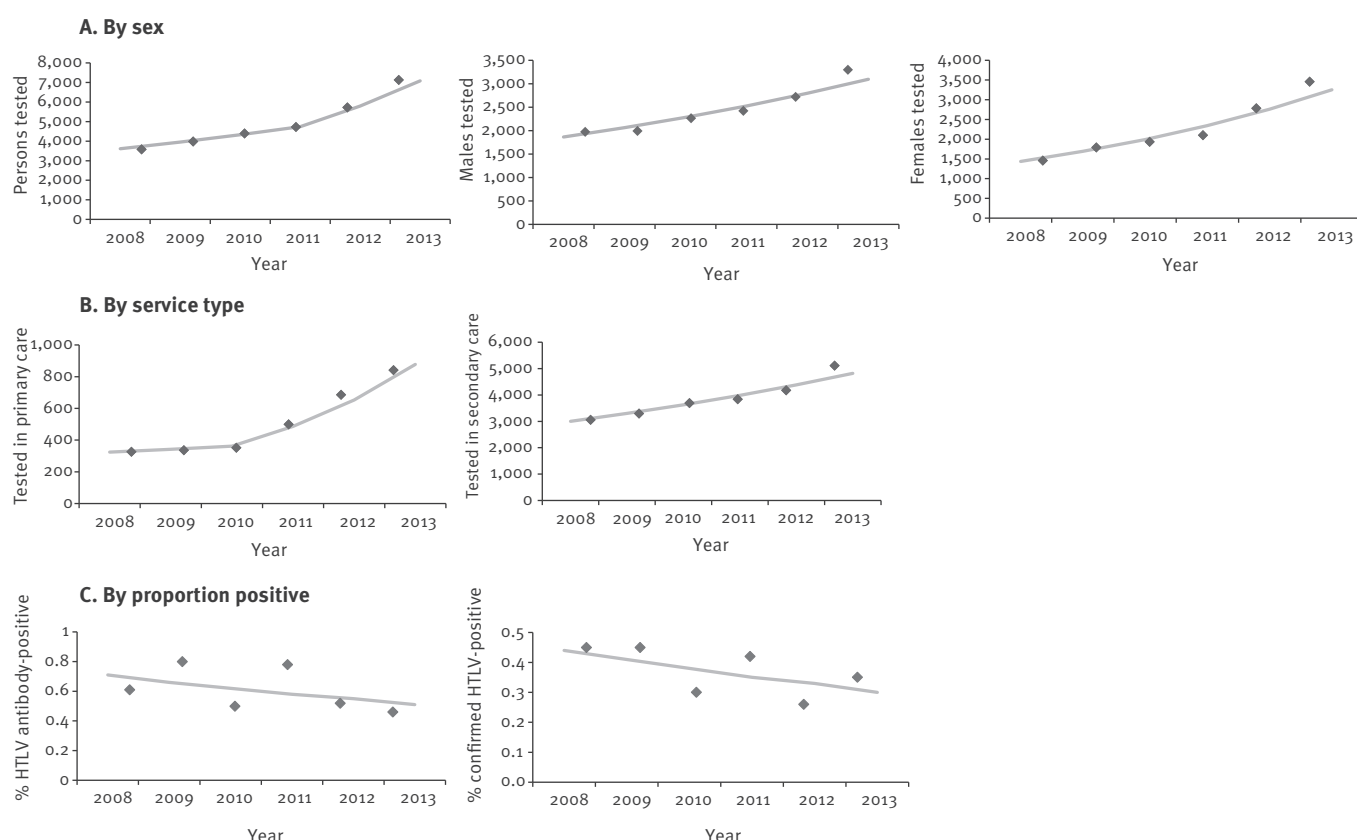 A. By sex
Persons tested
8,000
7,000
6,000
5,000
4,000
3,000
2,000
1,000
0
2008 2009 2010 2011 2012 2013
Year
Males tested
3,500
3,000
2,500
2,000
1,500
1,000
500
0
2008 2009 2010 2011 2012 2013
Year
Females tested
4,000
3,500
3,000
2,500
2,000
1,500
1,000
500
0
2008 2009 2010 2011 2012 2013
Year
B. By service type
Tested in primary care
1,000
800
600
400
200
0
2008 2009 2010 2011 2012 2013
Year
Tested in secondary care
6,000
5,000
4,000
3,000
2,000
1,000
0
2008 2009 2010 2011 2012 2013
Year
C. By proportion positive
% HTLV antibody-positive
1
0.8
0.6
0.4
0.2
0
2008 2009 2010 2011 2012 2013
Year
% confirmed HTLV-positive
0.5
0.4
0.3
0.2
0.1
0.0
2008 2009 2010 2011 2012 2013
Year